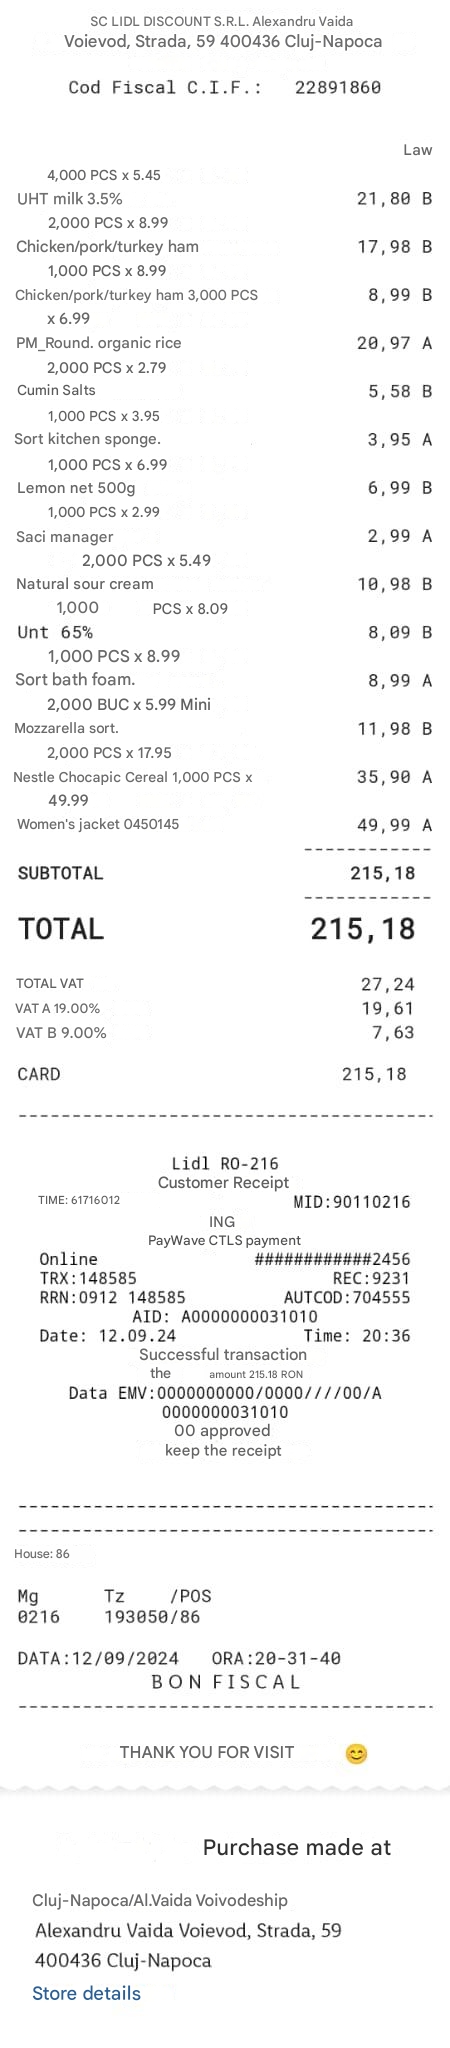 SC LIDL DISCOUNT S.R.L. Alexandru Vaida
Voievod, Strada, 59 400436 Cluj-Napoca
Cod Fiscal C.I.F.: 22891860
Law
4,000 PCS x 5.45
UHT milk 3.5% 21,80 B
2,000 PCS x 8.99
Chicken/pork/turkey ham 17,98 B
1,000 PCS x 8.99
Chicken/pork/turkey ham 3,000 PCS 8,99 B
x 6.99
PM_Round. organic rice 20,97 A
2,000 PCS x 2.79
Cumin Salts 5,58 B
1,000 PCS x 3.95
Sort kitchen sponge. 3,95 A
1,000 PCS x 6.99
Lemon net 500g 6,99 B
1,000 PCS x 2.99
Saci manager 2,99 A
2,000 PCS x 5.49
Natural sour cream 10,98 B
1,000 PCS x 8.09
Unt 65% 8,09 B
1,000 PCS x 8.99
Sort bath foam. 8,99 A
2,000 BUC x 5.99 Mini
Mozzarella sort. 11,98 B
2,000 PCS x 17.95
Nestle Chocapic Cereal 1,000 PCS x 35,90 A
49.99
Women's jacket 0450145 49,99 A
------------
SUBTOTAL 215,18
------------
TOTAL 215,18
TOTAL VAT 27,24
VAT A 19.00% 19,61
VAT B 9.00% 7,63
CARD 215,18
---------------------------------------
Lidl RO-216
Customer Receipt
TIME: 61716012 MID:90110216
ING
PayWave CTLS payment
Online ############2456
TRX:148585 REC:9231
RRN:0912 148585 AUTCOD:704555
AID: A0000000031010
Date: 12.09.24 Time: 20:36
Successful transaction
the amount 215.18 RON
Data EMV:0000000000/0000////00/A
0000000031010
00 approved
keep the receipt
---------------------------------------
---------------------------------------
House: 86
Mg Tz /POS
0216 193050/86
DATA:12/09/2024 ORA:20-31-40
BON FISCAL
---------------------------------------
THANK YOU FOR VISIT 😊
Purchase made at
Cluj-Napoca/Al.Vaida Voivodeship
Alexandru Vaida Voievod, Strada, 59
400436 Cluj-Napoca
Store details